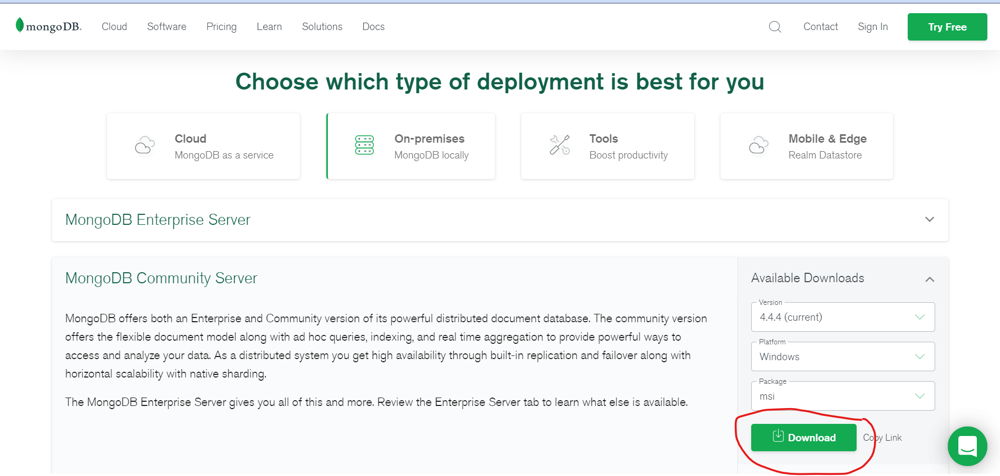 mongoDB.
Cloud
Software
Pricing
Learn
Solutions
Docs
Contact
Sign In
Try Free
Choose which type of deployment is best for you
Cloud
MongoDB as a service
On-premises
MongoDB locally
Tools
Boost productivity
Mobile & Edge
Realm Datastore
MongoDB Enterprise Server
MongoDB Community Server
MongoDB offers both an Enterprise and Community version of its powerful distributed document database. The community version
offers the flexible document model along with ad hoc queries, indexing, and real time aggregation to provide powerful ways to
access and analyze your data. As a distributed system you get high availability through built-in replication and failover along with
horizontal scalability with native sharding.
The MongoDB Enterprise Server gives you all of this and more. Review the Enterprise Server tab to learn what else is available.
Available Downloads
Version
4.4.4 (current)
Platform
Windows
Package
msi
Download
Copy Link